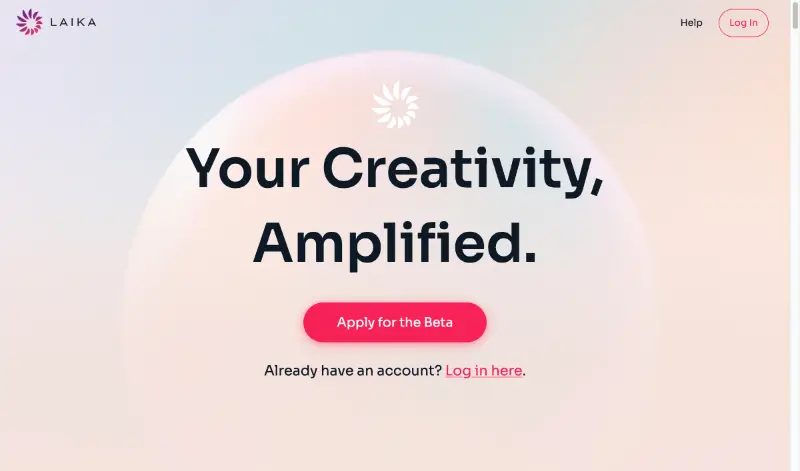 LAIKA
Help
Log In
Your Creativity,
Amplified.
Apply for the Beta
Already have an account? Log in here.